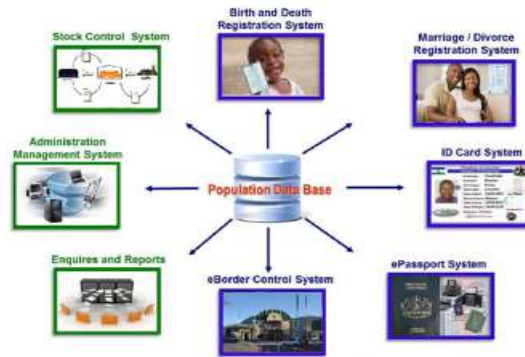 Birth and Death
Registration System
Stock Control System
Marriage / Divorce
Registration System
Administration
Management System
Population Data Base
ID Card System
Enquires and Reports
eBorder Control System
ePassport System